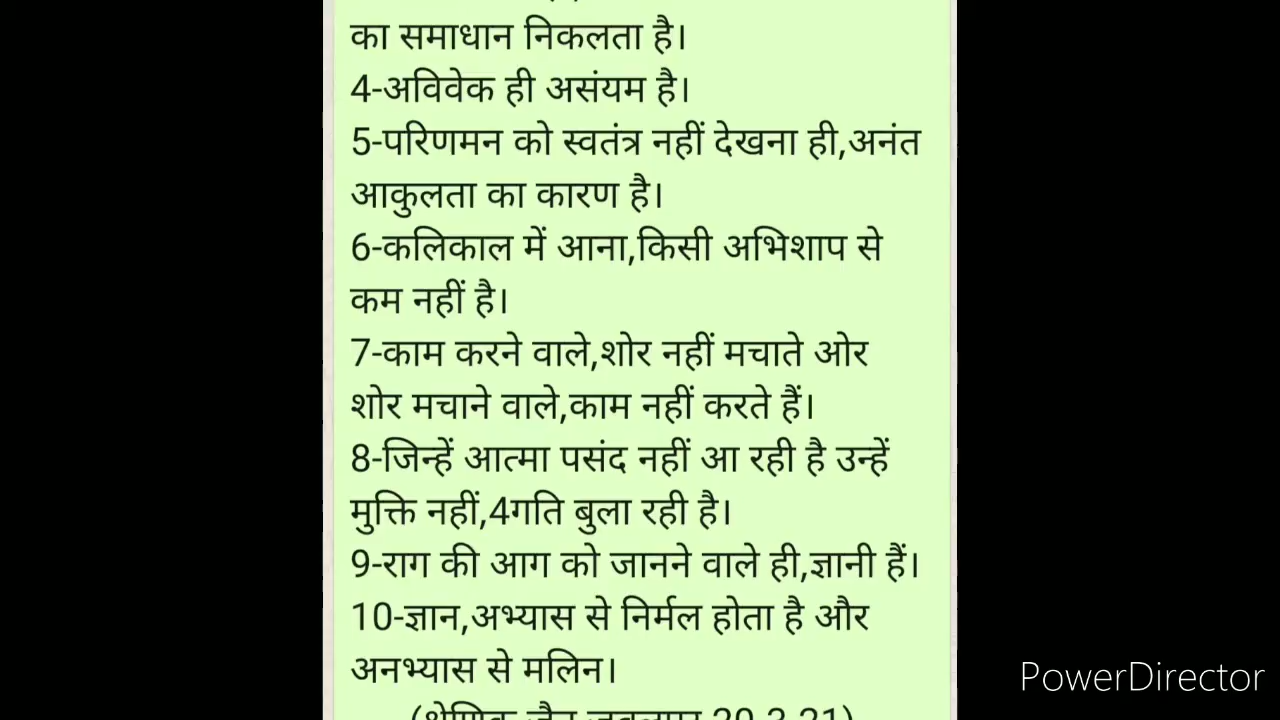 का समाधान निकलता है।
4-अविवेक ही असंयम है।
5-परिणमन को स्वतंत्र नहीं देखना ही,अनंत
आकुलता का कारण है।
6-कलिकाल में आना,किसी अभिशाप से
कम नहीं है।
7-काम करने वाले,शोर नहीं मचाते ओर
शोर मचाने वाले,काम नहीं करते हैं।
8-जिन्हें आत्मा पसंद नहीं आ रही है उन्हें
मुक्ति नहीं,4गति बुला रही है।
9-राग की आग को जानने वाले ही,ज्ञानी हैं।
10-ज्ञान,अभ्यास से निर्मल होता है और
अनभ्यास से मलिन।
PowerDirector